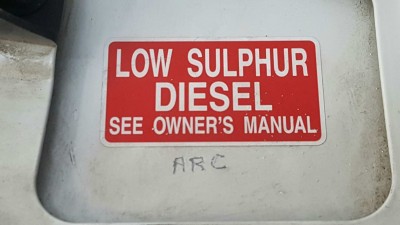 LOW SULPHUR
DIESEL
SEE OWNER'S MANUAL
ARC